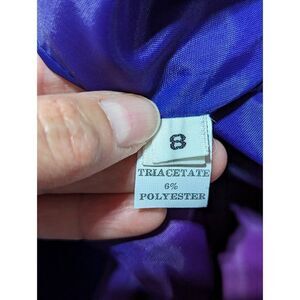 8
TRIACETATE
6%
POLYESTER